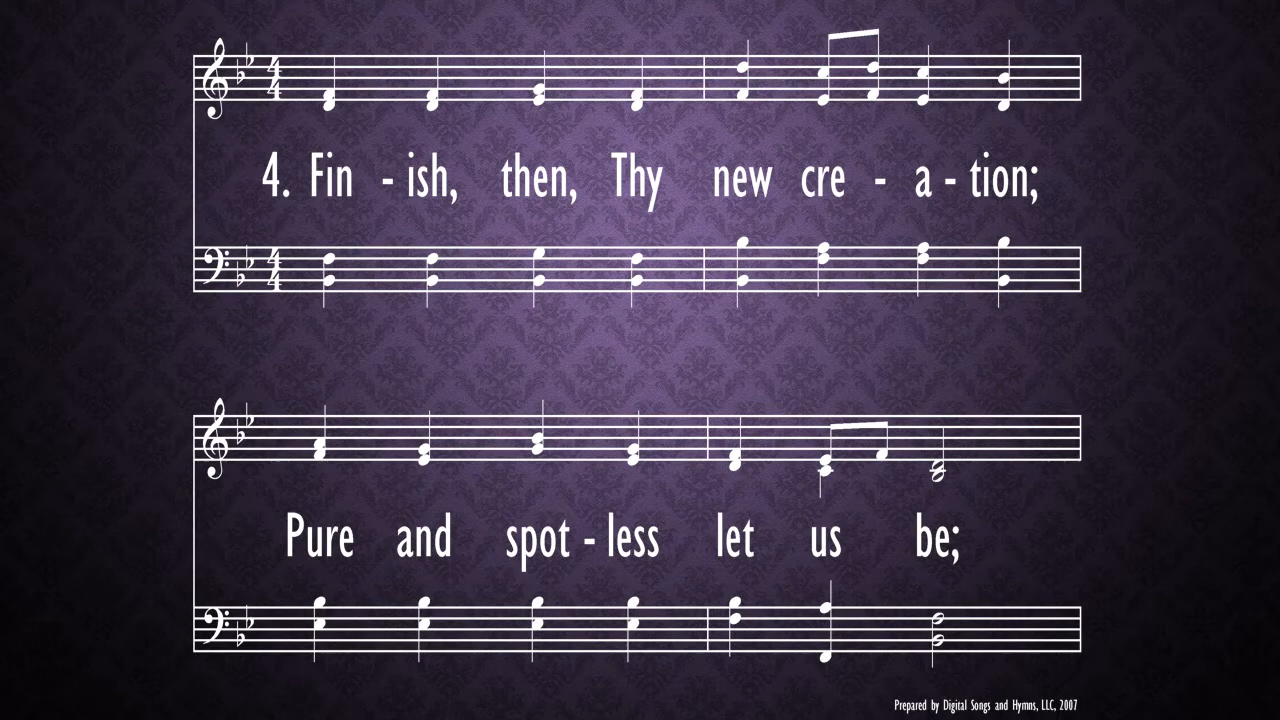 4. Fin - ish, then, Thy new cre - a - tion;
Pure and spot - less let us be;
Prepared by Digital Songs and Hymns, LLC, 2007